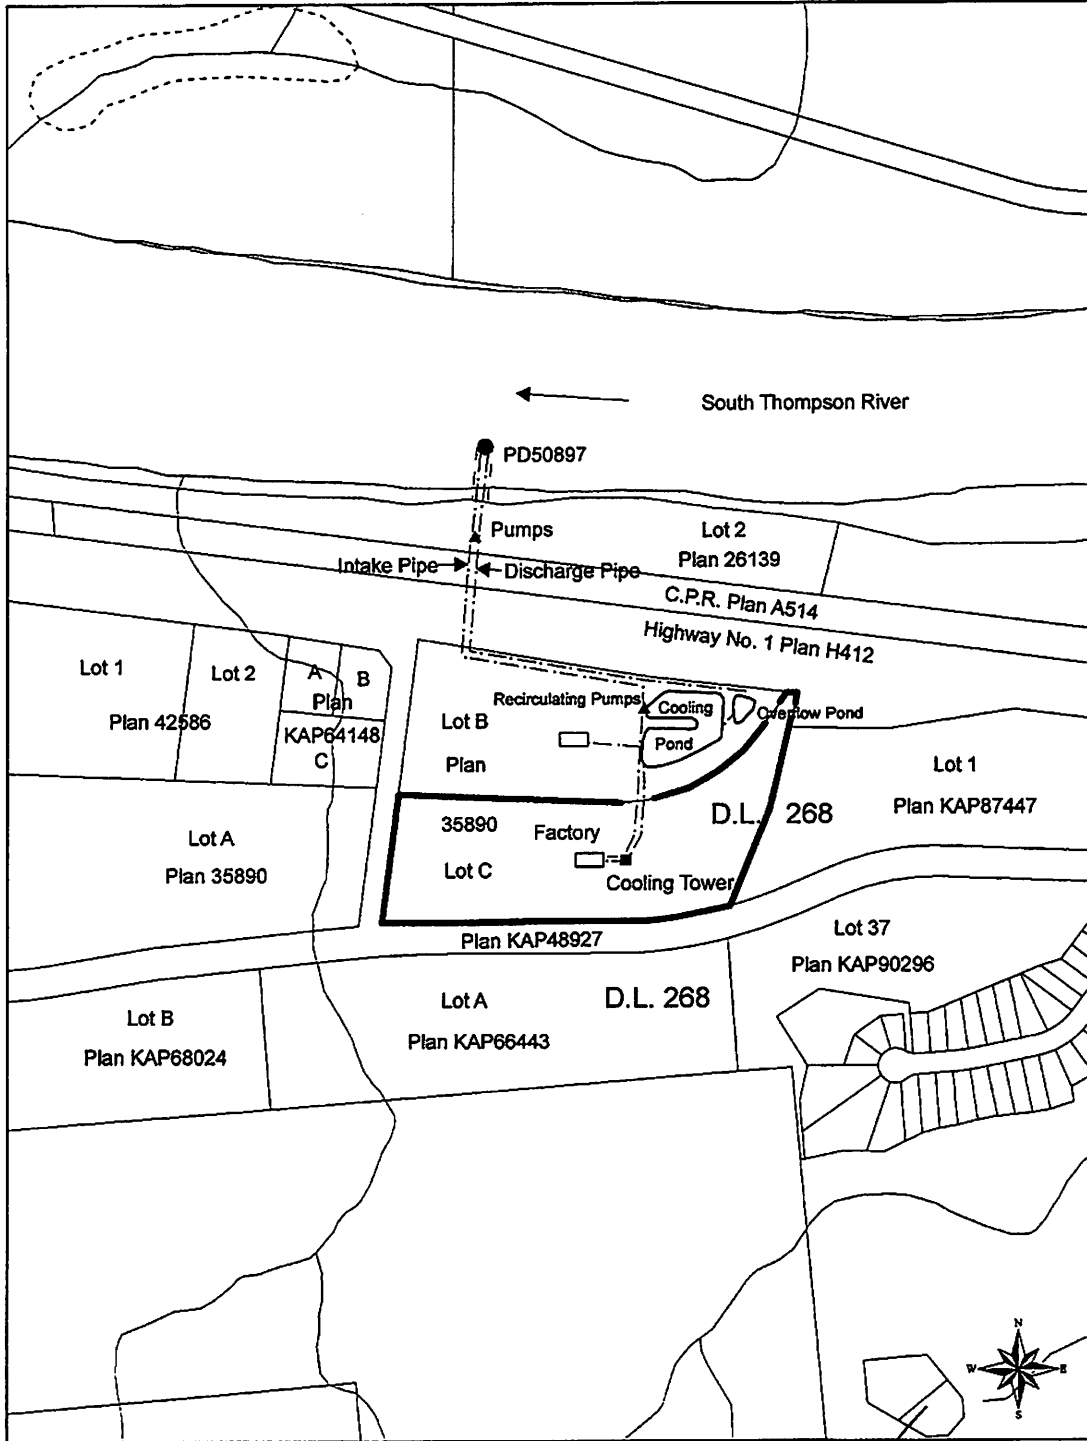 South Thompson River
PD50897
Pumps
Lot 2
Plan 26139
Intake Pipe
Discharge Pipe
C.P.R. Plan A514
Highway No. 1 Plan H412
Lot 1
Plan 42586
Lot 2
A
B
Plan
KAP64148
C
Recirculating Pumps
Cooling
Pond
Overflow Pond
Lot B
Plan
35890
Lot C
Factory
Cooling Tower
D.L. 268
Lot 1
Plan KAP87447
Lot A
Plan 35890
Plan KAP48927
Lot 37
Plan KAP90296
Lot B
Plan KAP68024
Lot A
Plan KAP66443
D.L. 268
N
W
E
S